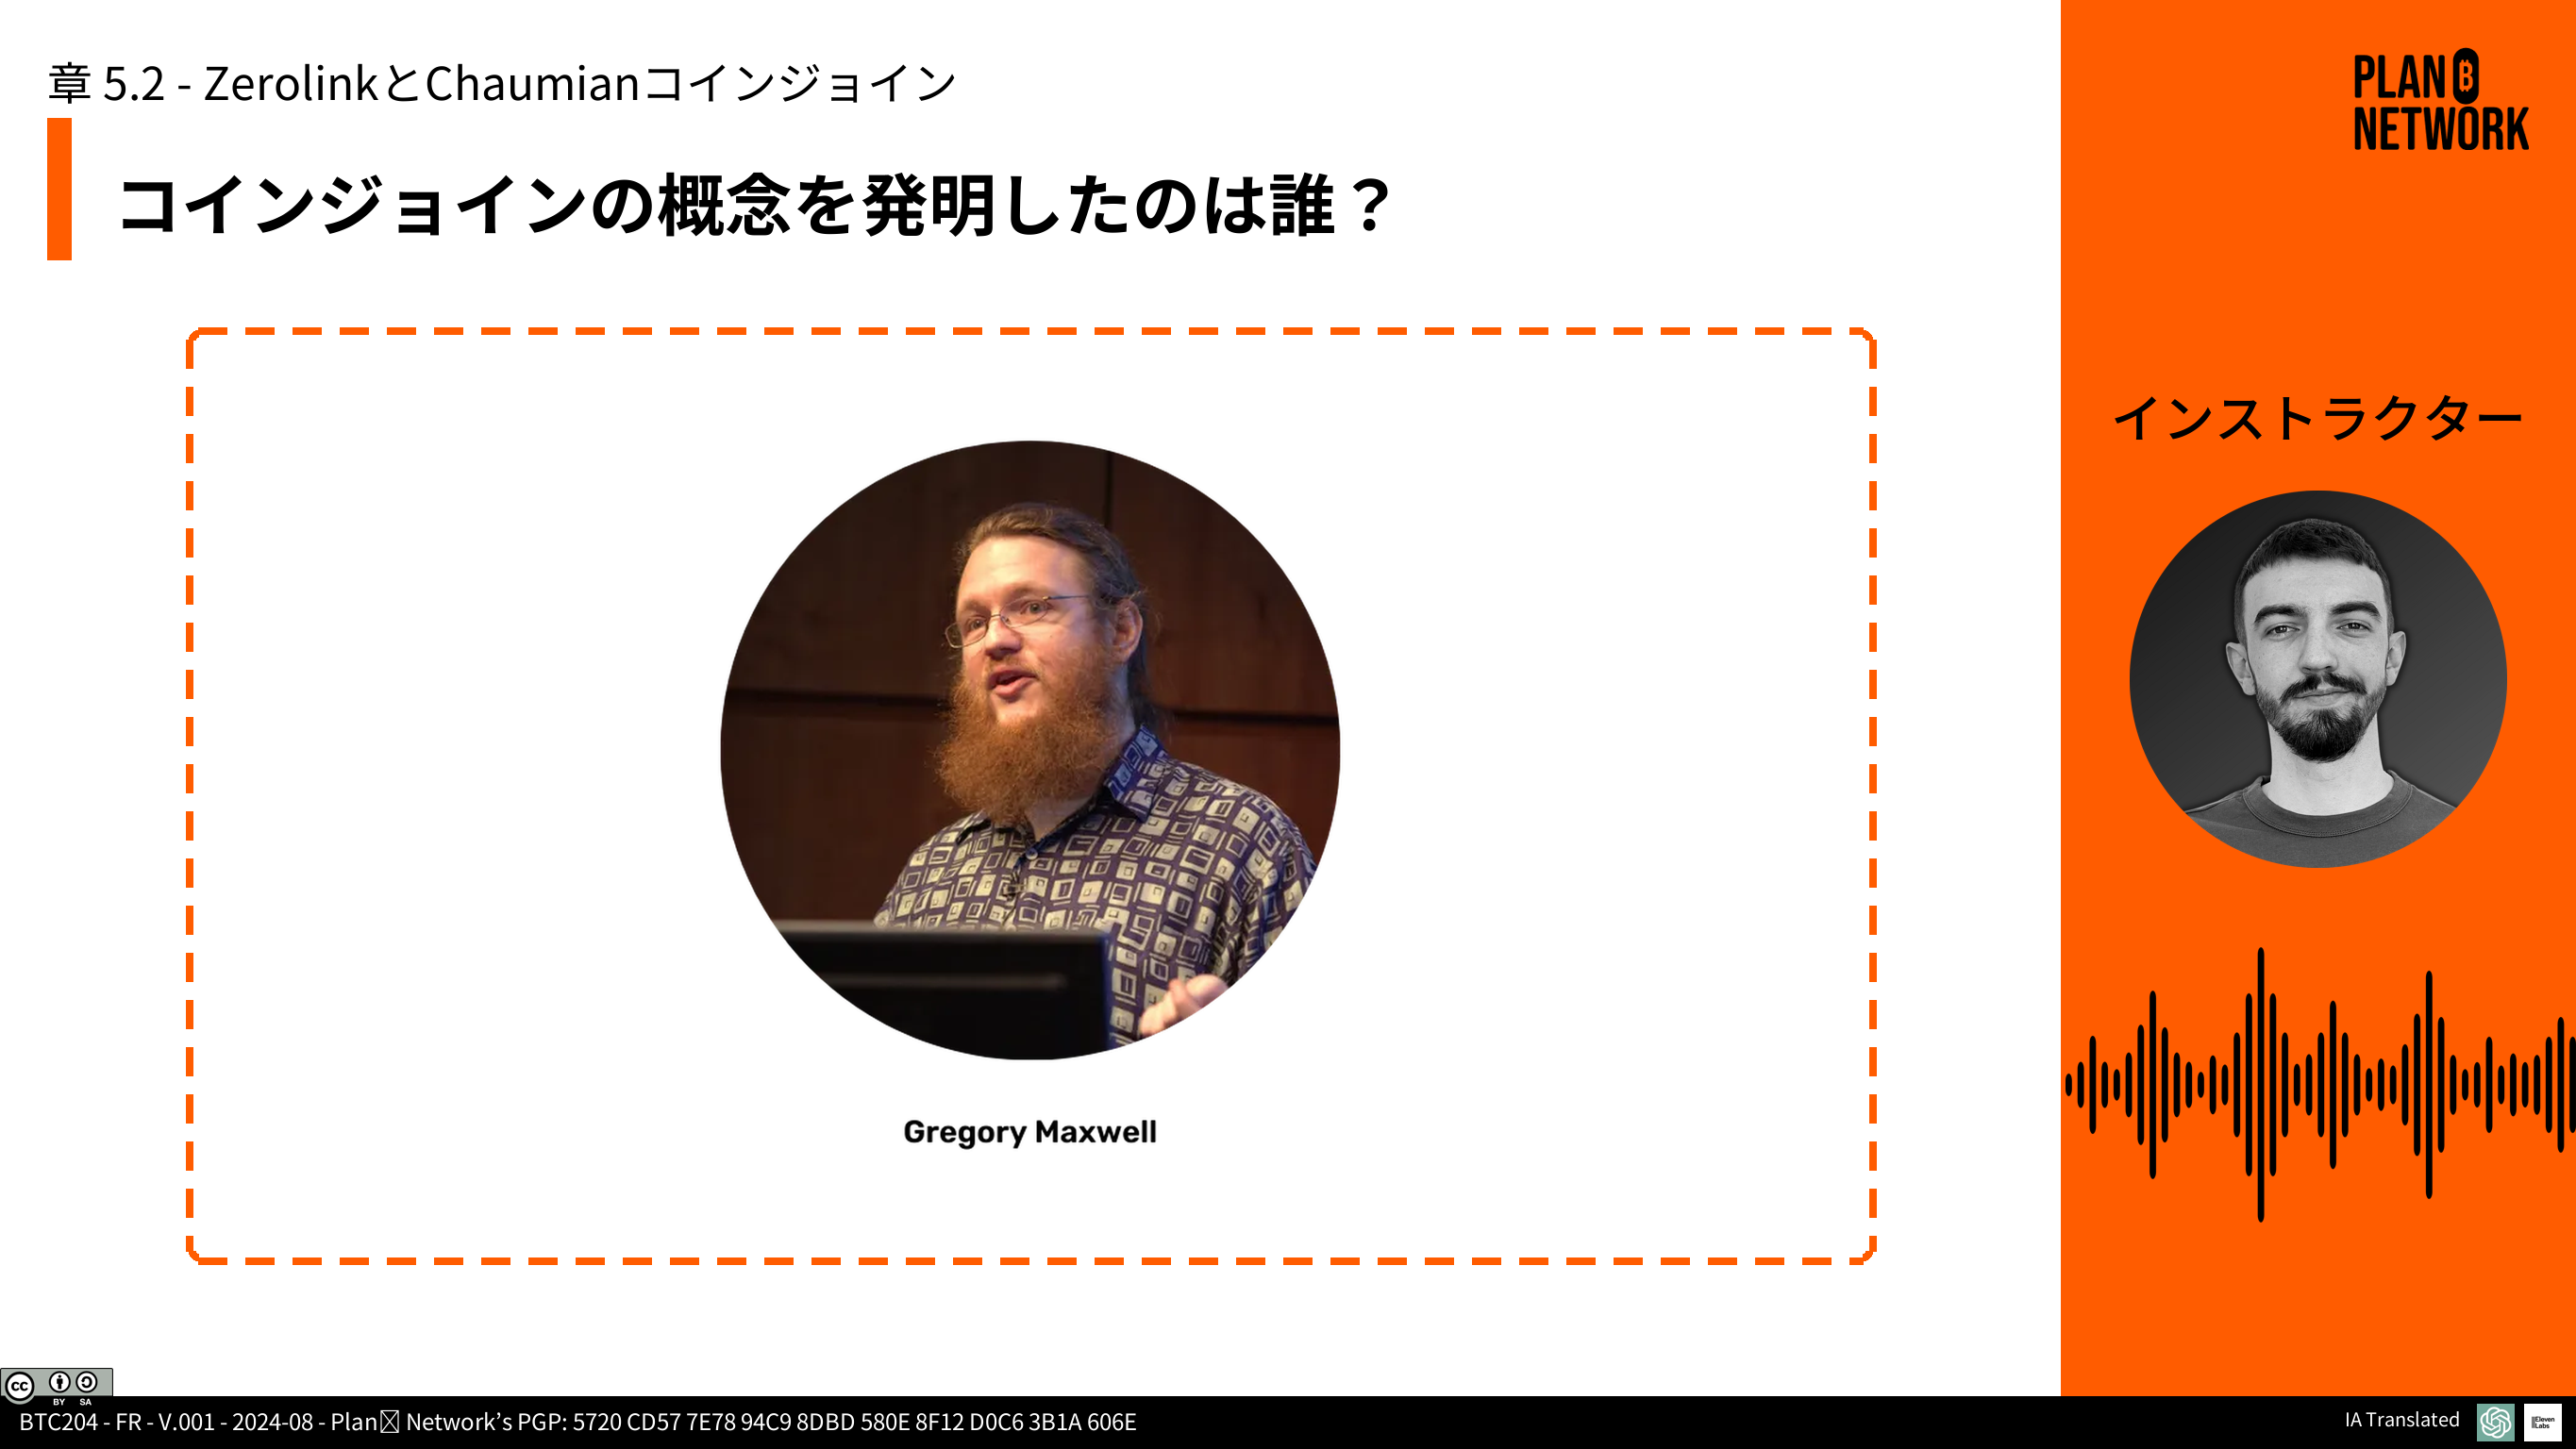 章 5.2 - ZerolinkとChaumianコインジョイン
コインジョインの概念を発明したのは誰？
Gregory Maxwell
PLAN B
NETWORK
インストラクター
CC BY SA
BTC204 - FR - V.001 - 2024-08 - Plan Network’s PGP: 5720 CD57 7E78 94C9 8DBD 580E 8F12 D0C6 3B1A 606E
IA Translated
ElevenLabs